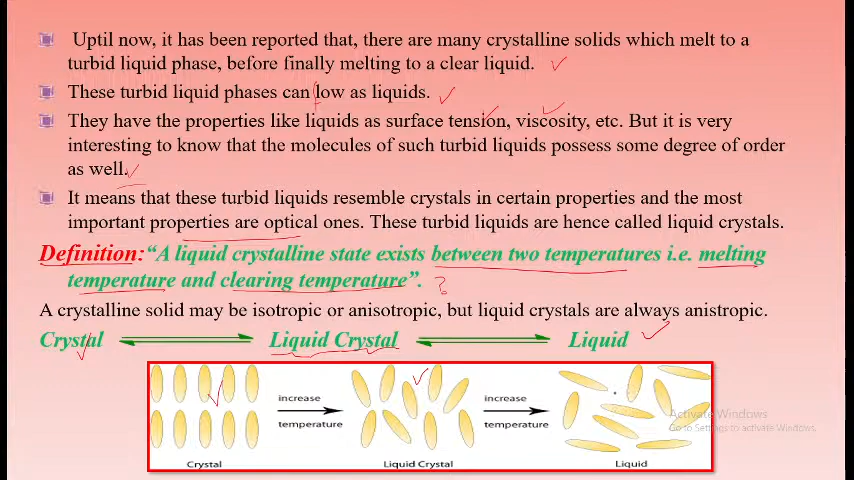 Uptil now, it has been reported that, there are many crystalline solids which melt to a
turbid liquid phase, before finally melting to a clear liquid.
These turbid liquid phases can low as liquids.
They have the properties like liquids as surface tension, viscosity, etc. But it is very
interesting to know that the molecules of such turbid liquids possess some degree of order
as well.
It means that these turbid liquids resemble crystals in certain properties and the most
important properties are optical ones. These turbid liquids are hence called liquid crystals.
Definition:“A liquid crystalline state exists between two temperatures i.e. melting
temperature and clearing temperature”. ?
A crystalline solid may be isotropic or anisotropic, but liquid crystals are always anistropic.
Crystal Liquid Crystal Liquid
increase increase
temperature temperature
Activate Windows
Go to Settings to activate Windows.
Crystal Liquid Crystal Liquid